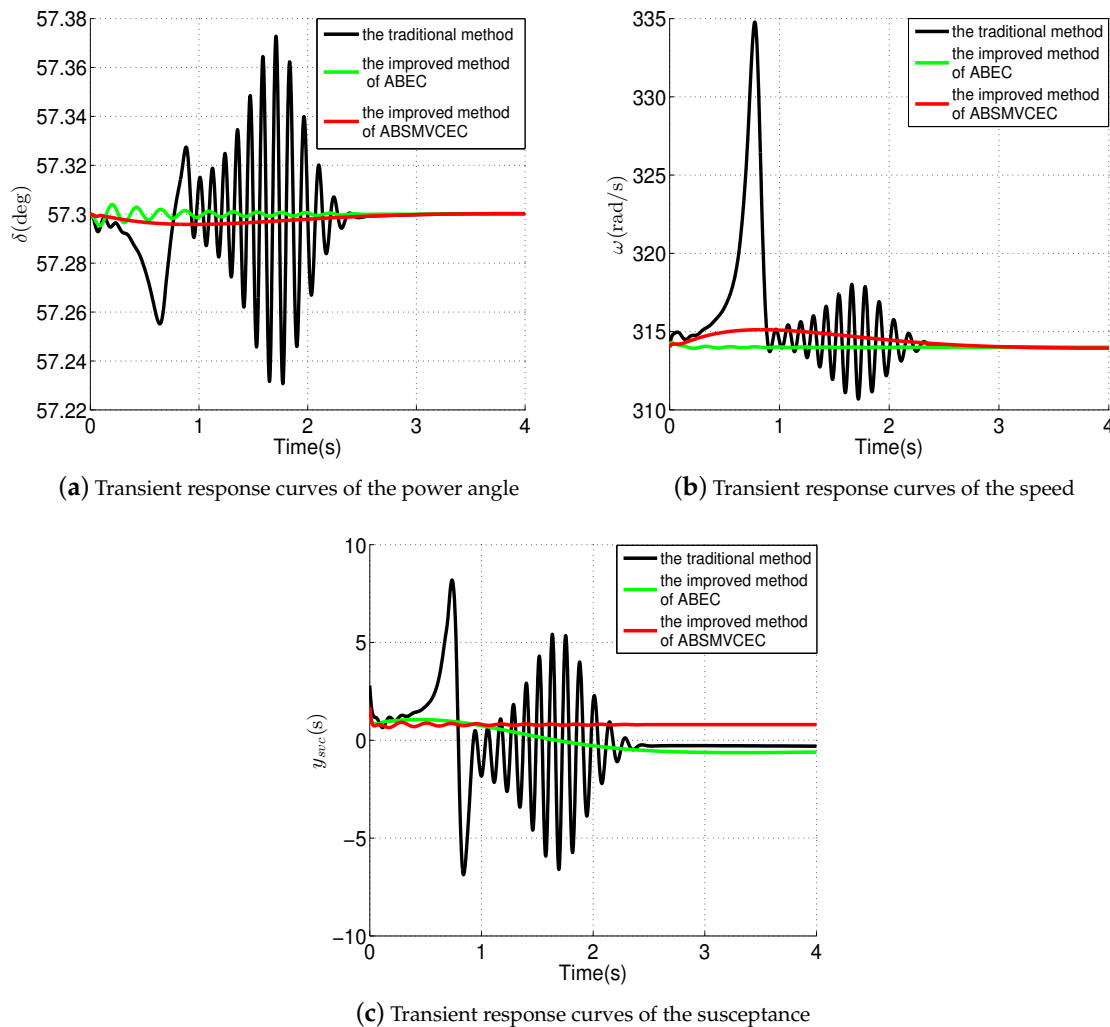 57.38
57.36
57.34
57.32
57.3
57.28
57.26
57.24
57.22
δ(deg)
0
1
2
3
4
Time(s)
the traditional method
the improved method
of ABEC
the improved method
of ABSMVCEC
(a) Transient response curves of the power angle
335
330
325
320
315
310
ω(rad/s)
0
1
2
3
4
Time(s)
the traditional method
the improved method
of ABEC
the improved method
of ABSMVCEC
(b) Transient response curves of the speed
10
5
0
−5
−10
y_svc(s)
0
1
2
3
4
Time(s)
the traditional method
the improved method
of ABEC
the improved method
of ABSMVCEC
(c) Transient response curves of the susceptance